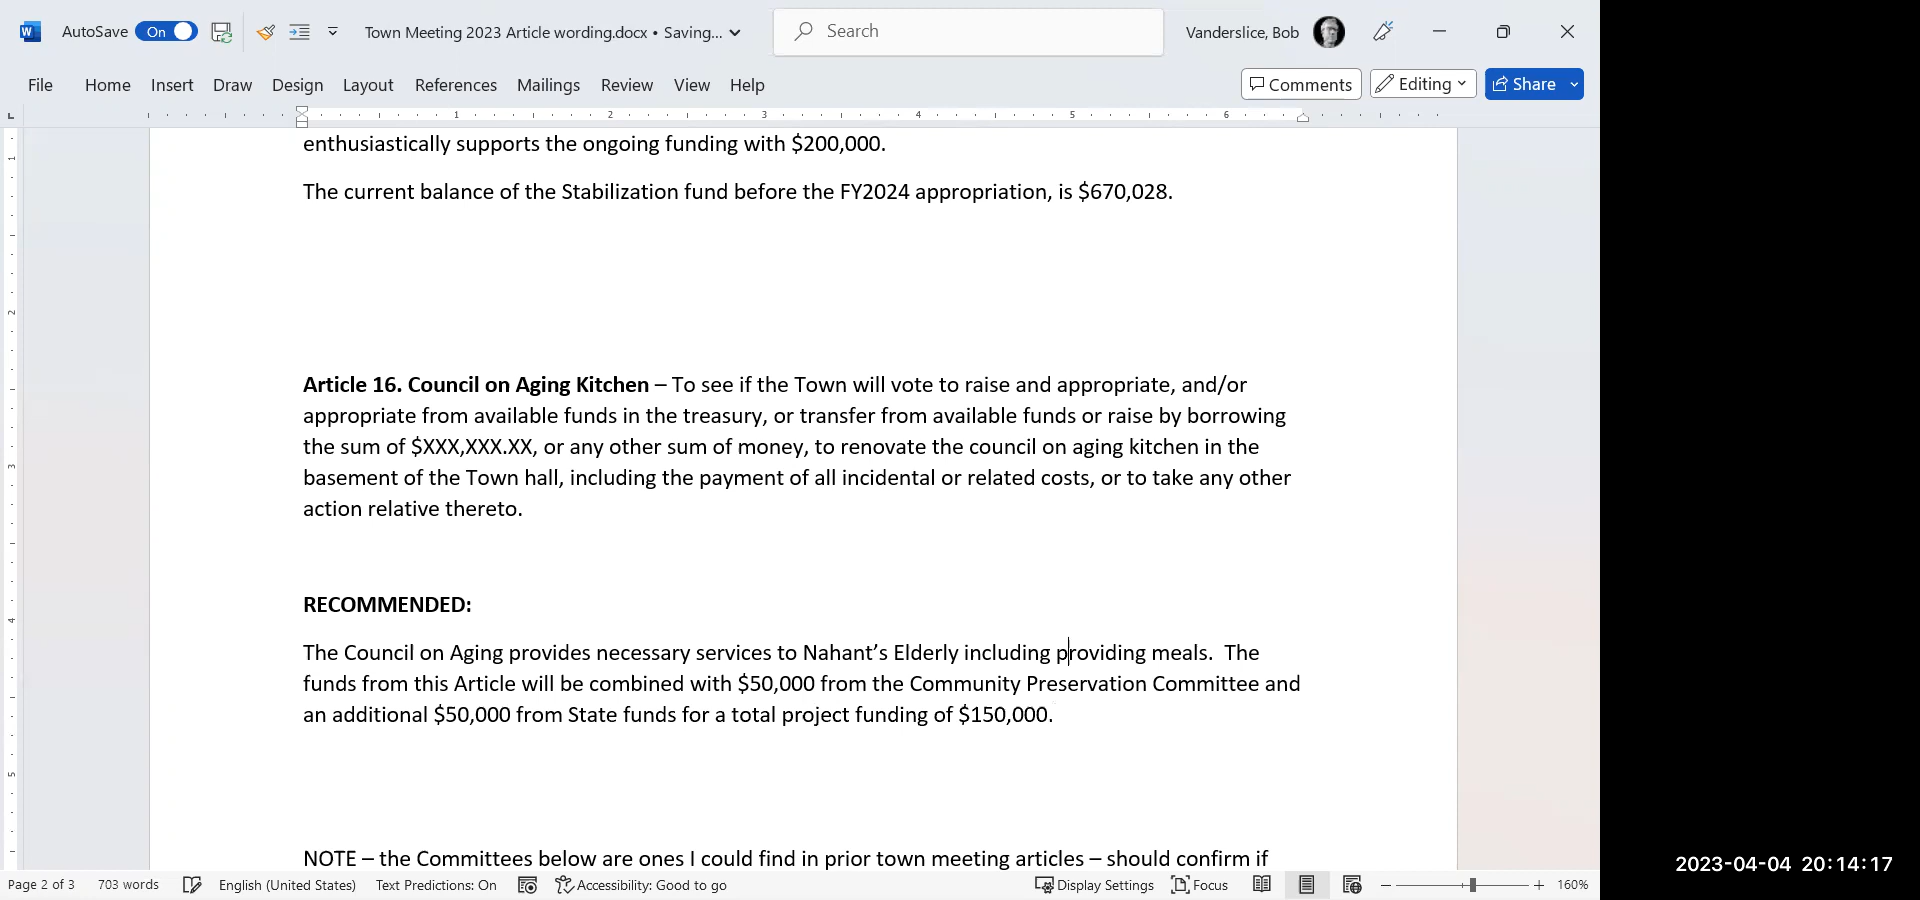 AutoSave On Town Meeting 2023 Article wording.docx • Saving... Search Vanderslice, Bob
File Home Insert Draw Design Layout References Mailings Review View Help Comments Editing Share
1 2 3 4 5 6
enthusiastically supports the ongoing funding with $200,000.
The current balance of the Stabilization fund before the FY2024 appropriation, is $670,028.
Article 16. Council on Aging Kitchen – To see if the Town will vote to raise and appropriate, and/or
appropriate from available funds in the treasury, or transfer from available funds or raise by borrowing
the sum of $XXX,XXX.XX, or any other sum of money, to renovate the council on aging kitchen in the
basement of the Town hall, including the payment of all incidental or related costs, or to take any other
action relative thereto.
RECOMMENDED:
The Council on Aging provides necessary services to Nahant’s Elderly including providing meals.  The
funds from this Article will be combined with $50,000 from the Community Preservation Committee and
an additional $50,000 from State funds for a total project funding of $150,000.
NOTE – the Committees below are ones I could find in prior town meeting articles – should confirm if
2023-04-04 20:14:17
Page 2 of 3 703 words English (United States) Text Predictions: On Accessibility: Good to go Display Settings Focus 160%